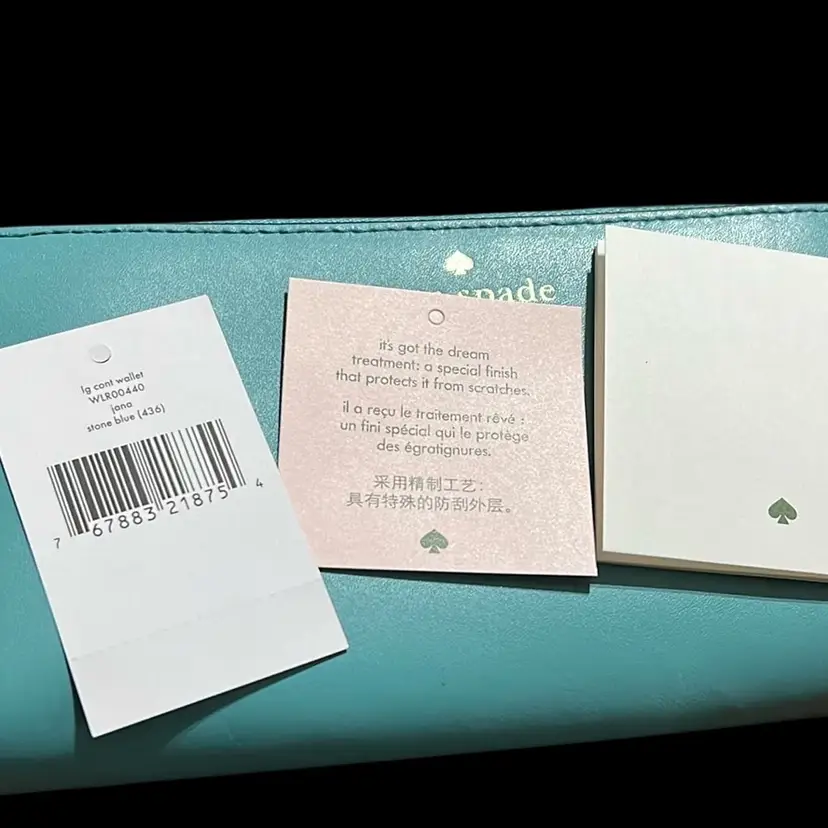 spade
lg cont wallet
WLR00440
jana
stone blue (436)
7 67883 21875 4
it's got the dream
treatment: a special finish
that protects it from scratches.
il a reçu le traitement rêvé :
un fini spécial qui le protège
des égratignures.
采用精制工艺：
具有特殊的防刮外层。